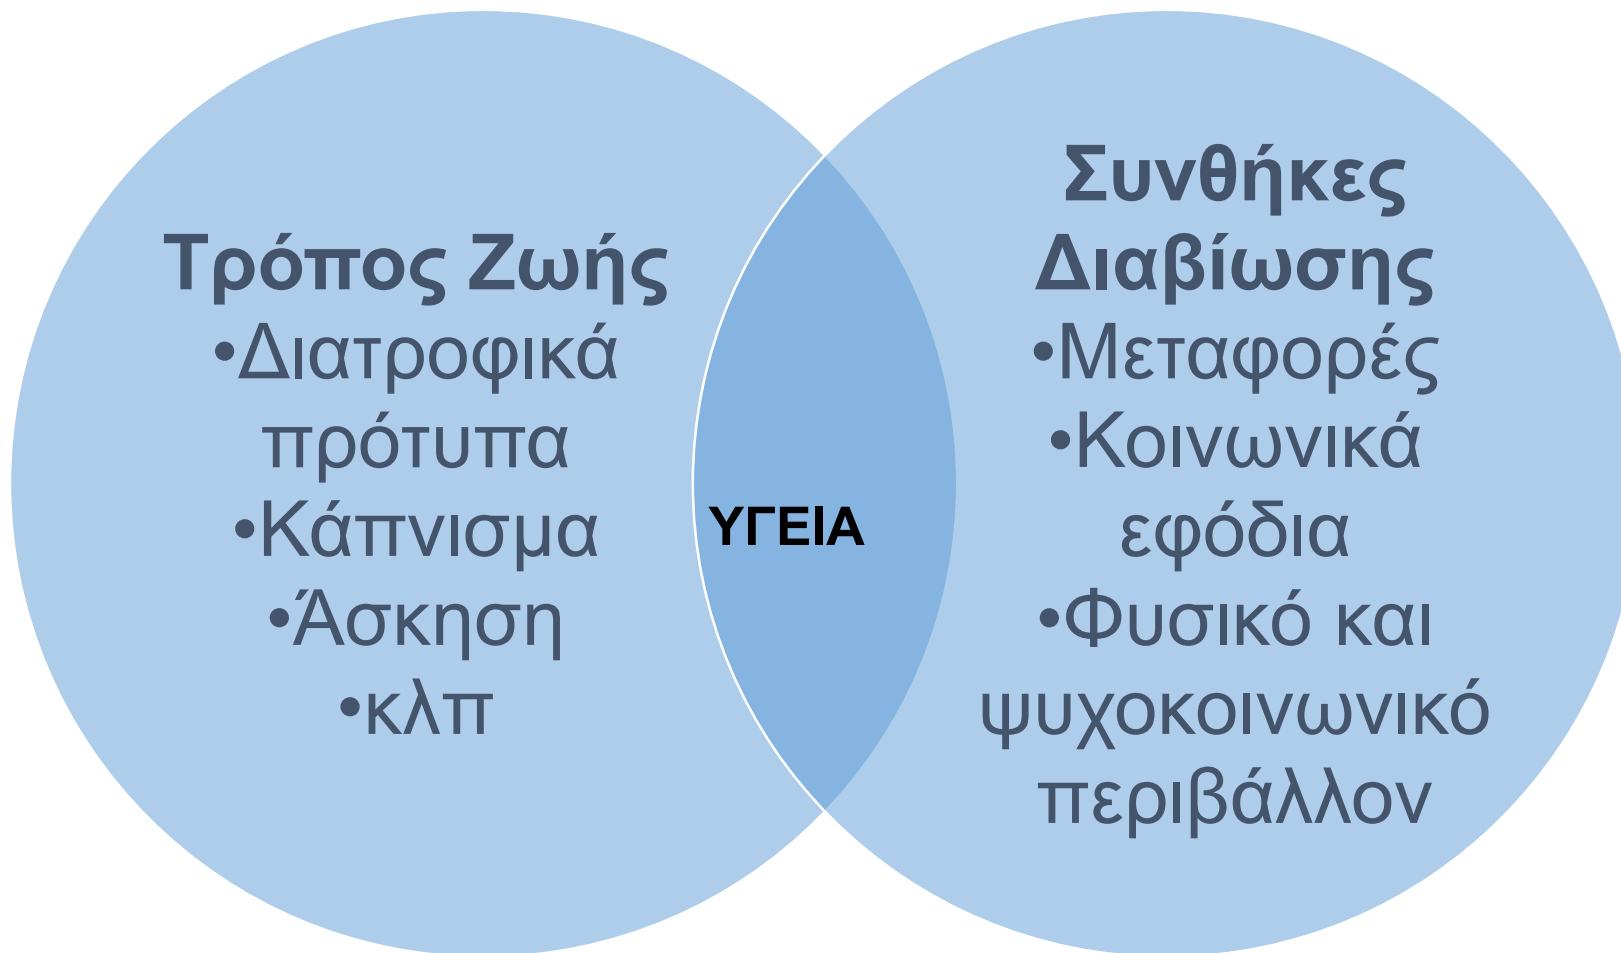 Τρόπος Ζωής
•Διατροφικά
πρότυπα
•Κάπνισμα
•Άσκηση
•κλπ
ΥΓΕΙΑ
Συνθήκες
Διαβίωσης
•Μεταφορές
•Κοινωνικά
εφόδια
•Φυσικό και
ψυχοκοινωνικό
περιβάλλον